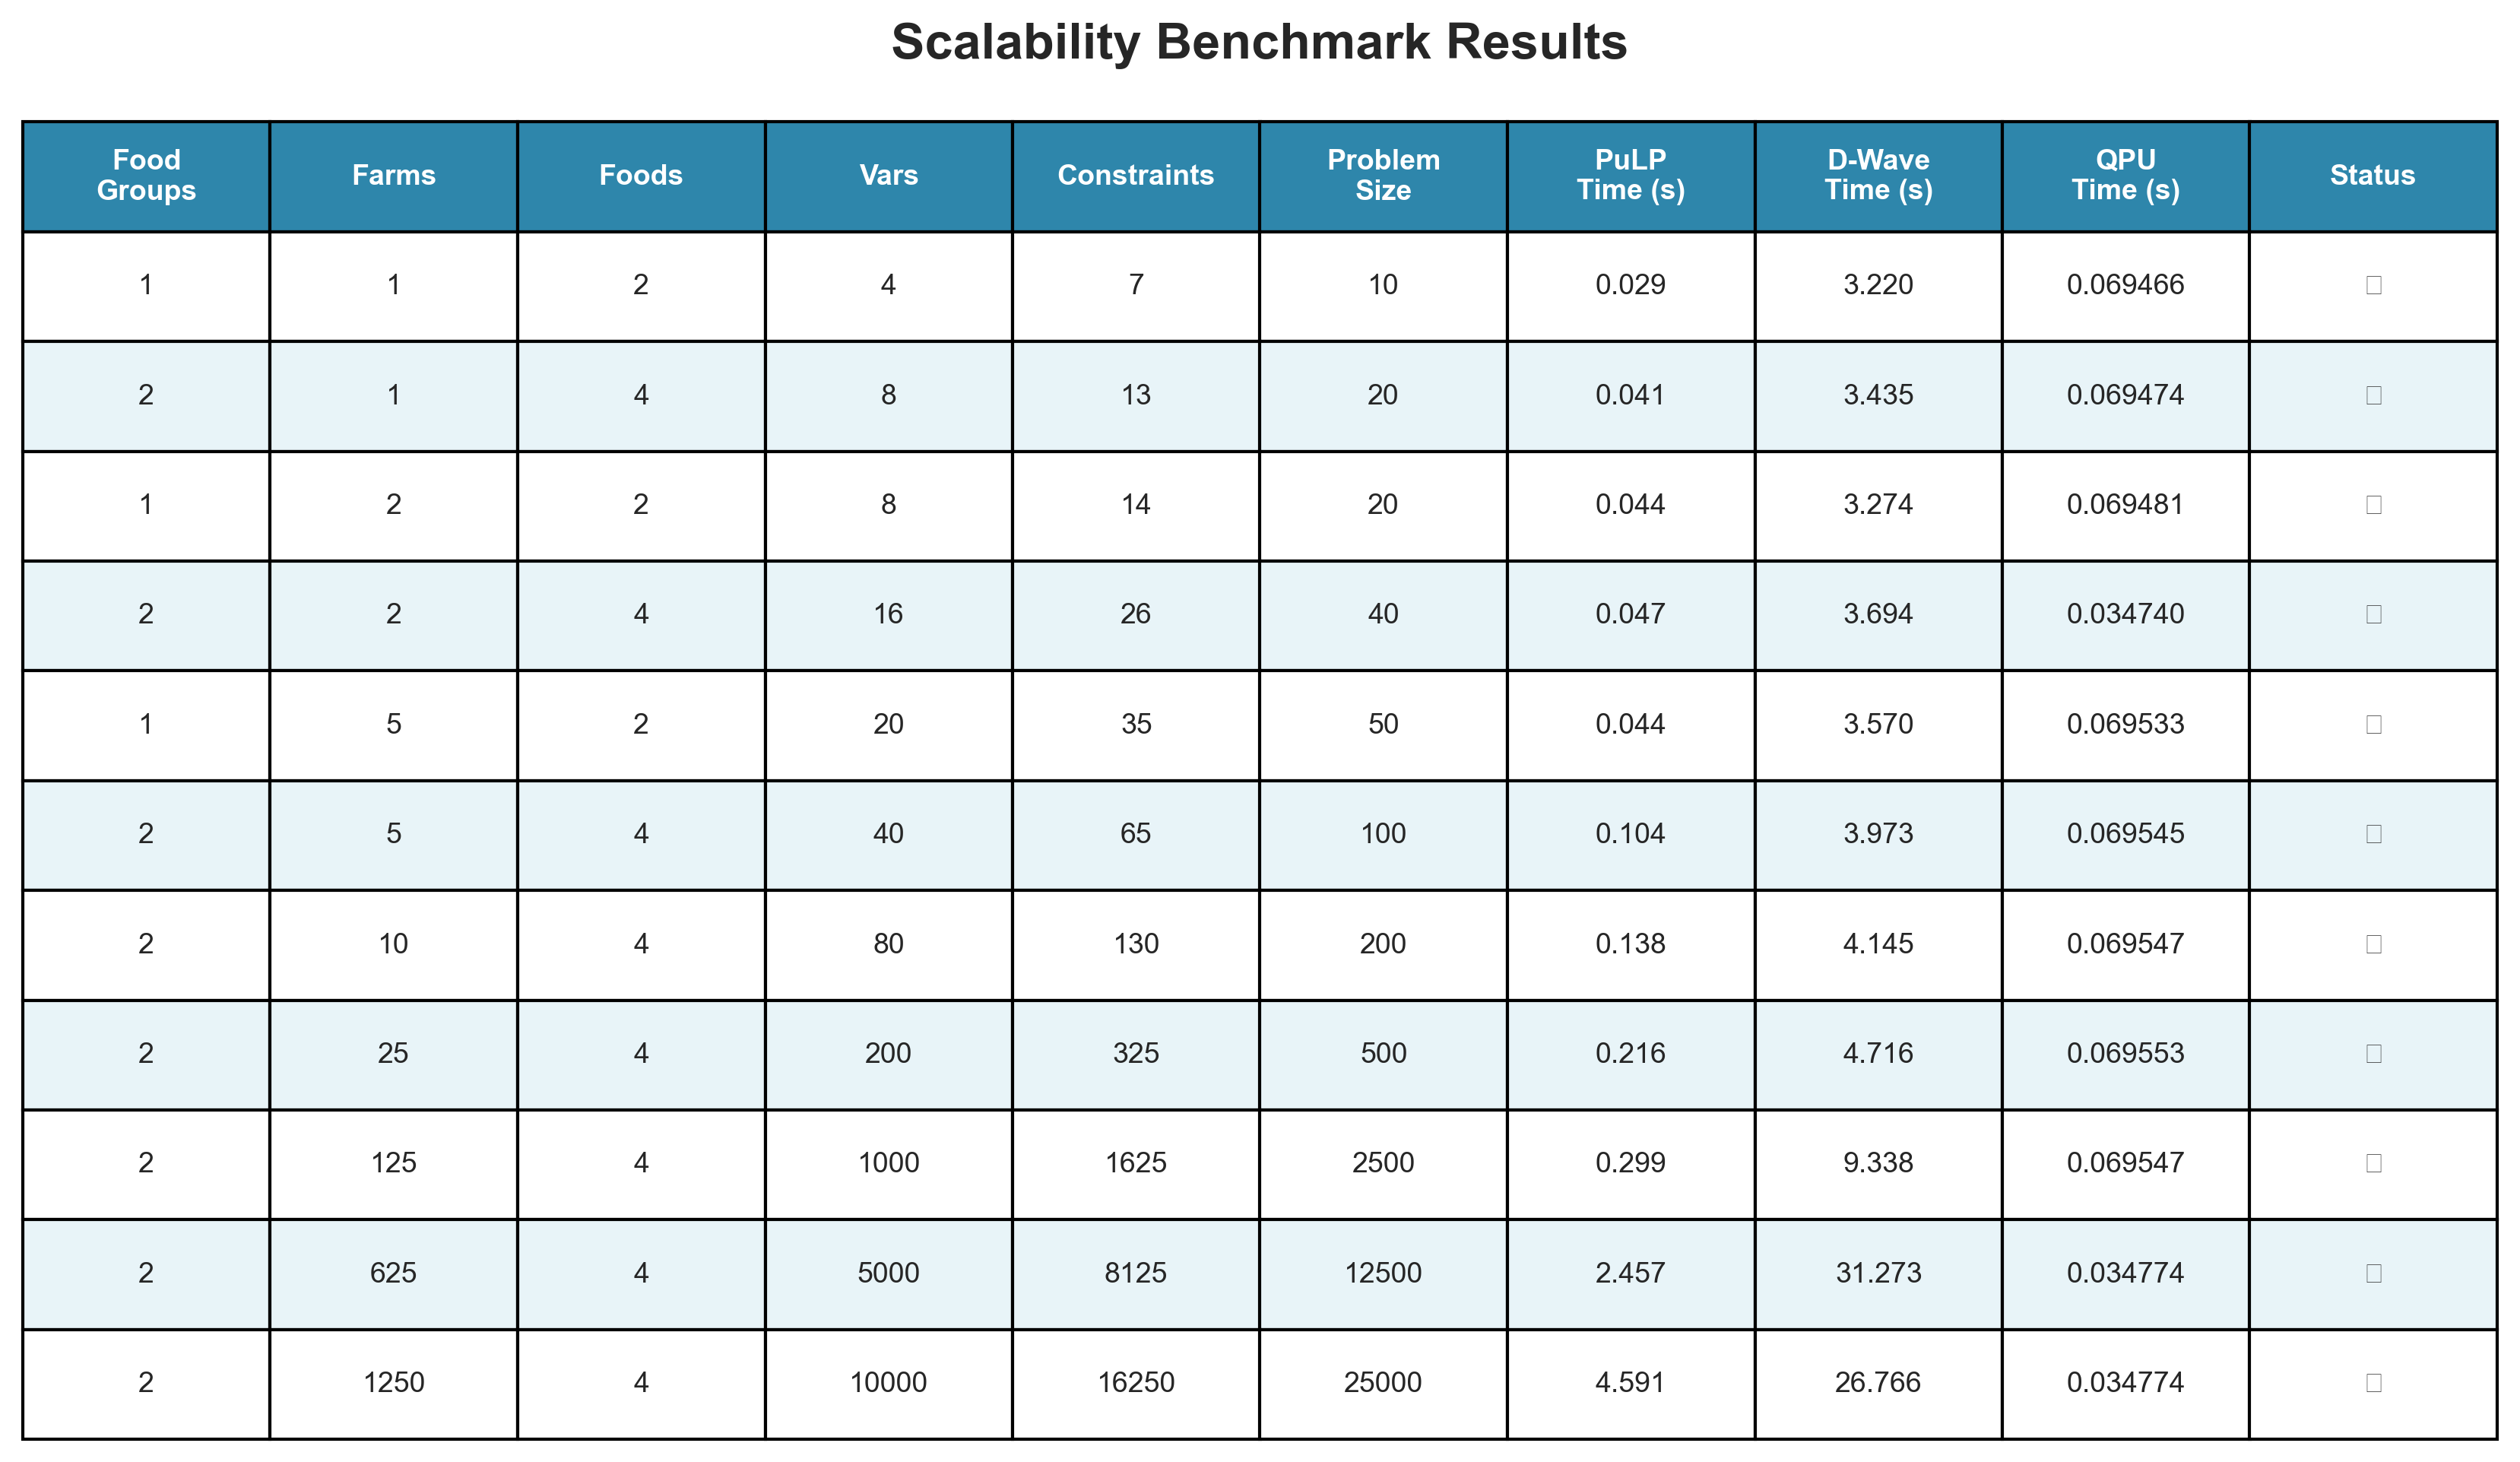 Scalability Benchmark Results
Food Groups | Farms | Foods | Vars | Constraints | Problem Size | PuLP Time (s) | D-Wave Time (s) | QPU Time (s) | Status
1 | 1 | 2 | 4 | 7 | 10 | 0.029 | 3.220 | 0.069466 | □
2 | 1 | 4 | 8 | 13 | 20 | 0.041 | 3.435 | 0.069474 | □
1 | 2 | 2 | 8 | 14 | 20 | 0.044 | 3.274 | 0.069481 | □
2 | 2 | 4 | 16 | 26 | 40 | 0.047 | 3.694 | 0.034740 | □
1 | 5 | 2 | 20 | 35 | 50 | 0.044 | 3.570 | 0.069533 | □
2 | 5 | 4 | 40 | 65 | 100 | 0.104 | 3.973 | 0.069545 | □
2 | 10 | 4 | 80 | 130 | 200 | 0.138 | 4.145 | 0.069547 | □
2 | 25 | 4 | 200 | 325 | 500 | 0.216 | 4.716 | 0.069553 | □
2 | 125 | 4 | 1000 | 1625 | 2500 | 0.299 | 9.338 | 0.069547 | □
2 | 625 | 4 | 5000 | 8125 | 12500 | 2.457 | 31.273 | 0.034774 | □
2 | 1250 | 4 | 10000 | 16250 | 25000 | 4.591 | 26.766 | 0.034774 | □